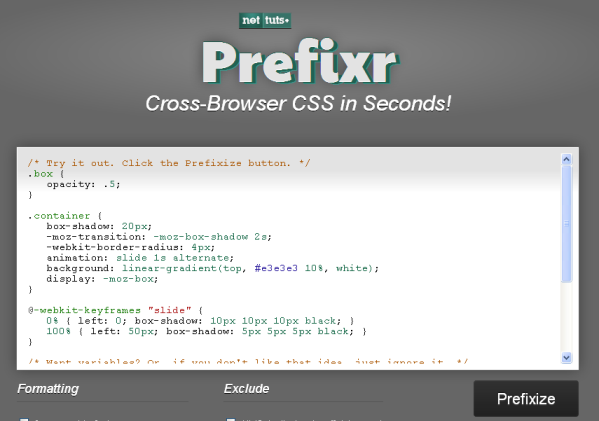 net tuts+
Prefixr
Cross-Browser CSS in Seconds!
/* Try it out. Click the Prefixize button. */
.box {
opacity: .5;
}
.container {
box-shadow: 20px;
-moz-transition: -moz-box-shadow 2s;
-webkit-border-radius: 4px;
animation: slide 1s alternate;
background: linear-gradient(top, #e3e3e3 10%, white);
display: -moz-box;
}
@-webkit-keyframes "slide" {
0% { left: 0; box-shadow: 10px 10px 10px black; }
100% { left: 50px; box-shadow: 5px 5px 5px black; }
}
/* Want variables? Or, if you don't like that idea, just ignore it. */
Formatting
Exclude
Prefixize